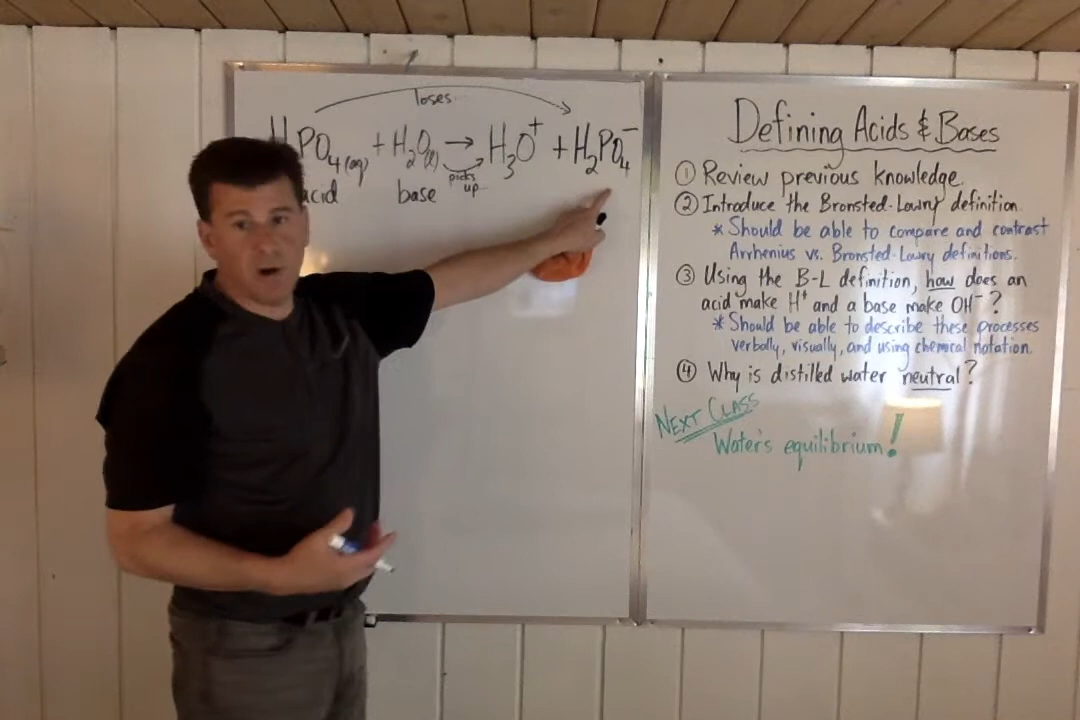 loses
HPO4(aq) + H2O(l) → H3O+ + H2PO4−
picks up
acid base
Defining Acids & Bases
① Review previous knowledge.
② Introduce the Bronsted-Lowry definition.
* Should be able to compare and contrast
Arrhenius vs. Bronsted-Lowry definitions.
③ Using the B-L definition, how does an
acid make H+ and a base make OH− ?
* Should be able to describe these processes
verbally, visually, and using chemical notation.
④ Why is distilled water neutral?
NEXT CLASS
Water's equilibrium!